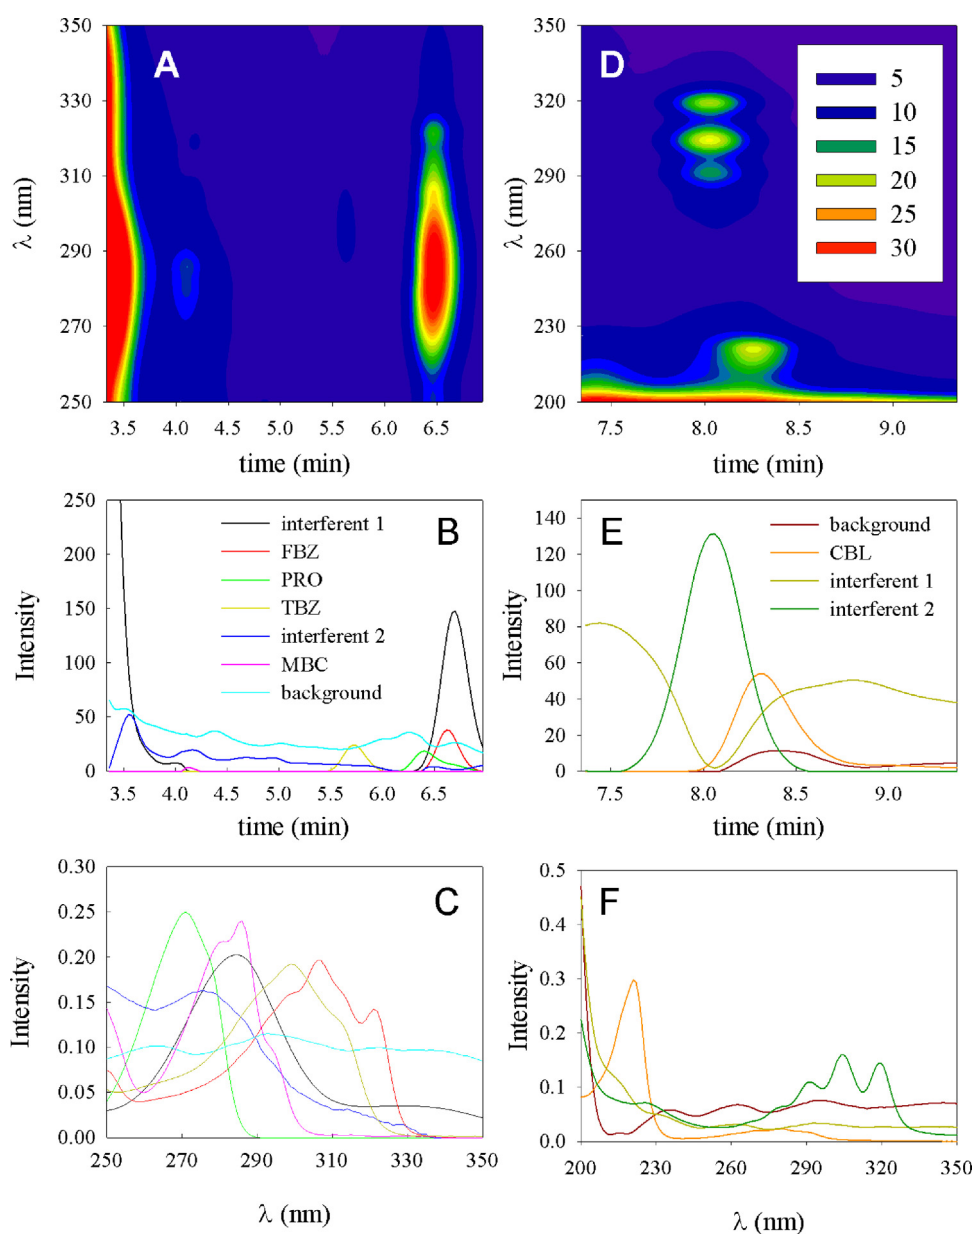 A
350
330
310
290
270
250
λ (nm)
3.5 4.0 4.5 5.0 5.5 6.0 6.5
time (min)
D
350
320
290
260
230
200
λ (nm)
7.5 8.0 8.5 9.0
time (min)
5
10
15
20
25
30
B
250
200
150
100
50
0
Intensity
3.5 4.0 4.5 5.0 5.5 6.0 6.5
time (min)
interferent 1
FBZ
PRO
TBZ
interferent 2
MBC
background
E
140
120
100
80
60
40
20
0
Intensity
7.5 8.0 8.5 9.0
time (min)
background
CBL
interferent 1
interferent 2
C
0.30
0.25
0.20
0.15
0.10
0.05
0.00
Intensity
250 270 290 310 330 350
λ (nm)
F
0.5
0.4
0.3
0.2
0.1
0.0
Intensity
200 230 260 290 320 350
λ (nm)